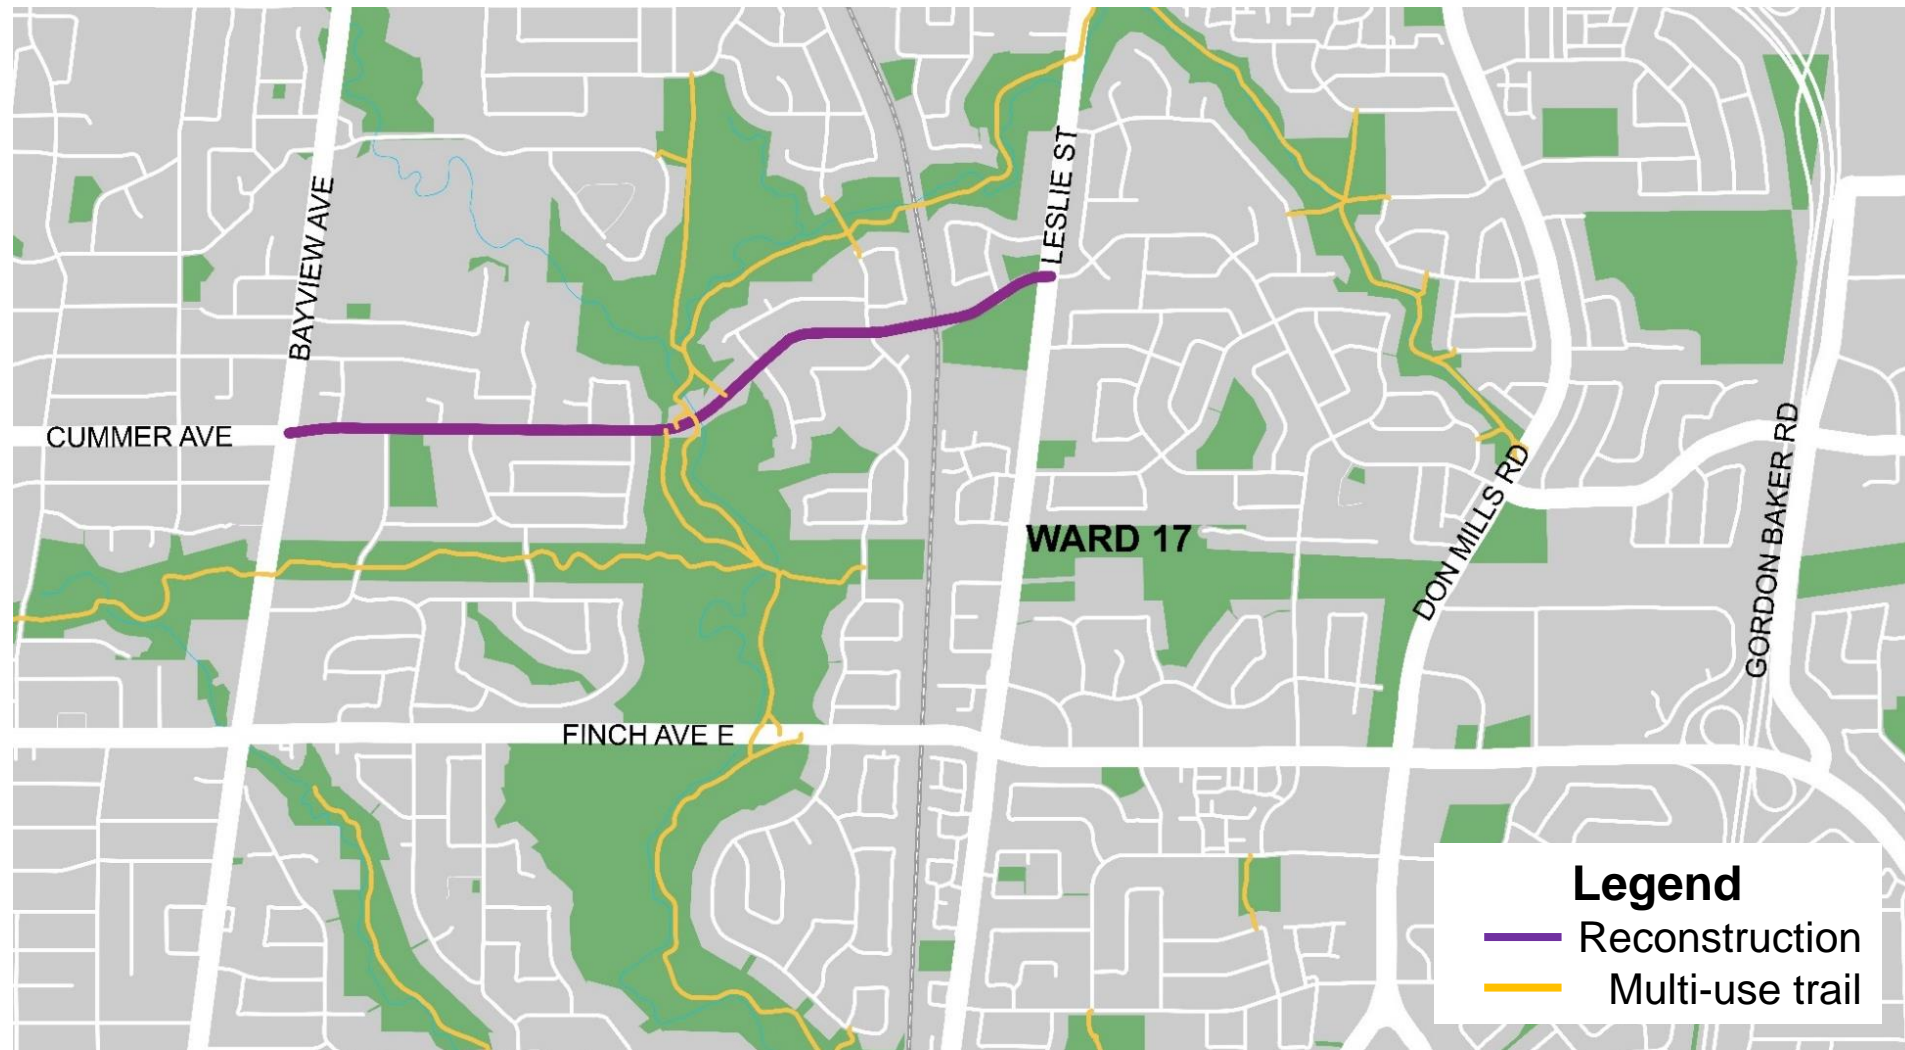 BAYVIEW AVE
LESLIE ST
CUMMER AVE
WARD 17
DON MILLS RD
GORDON BAKER RD
FINCH AVE E
Legend
Reconstruction
Multi-use trail